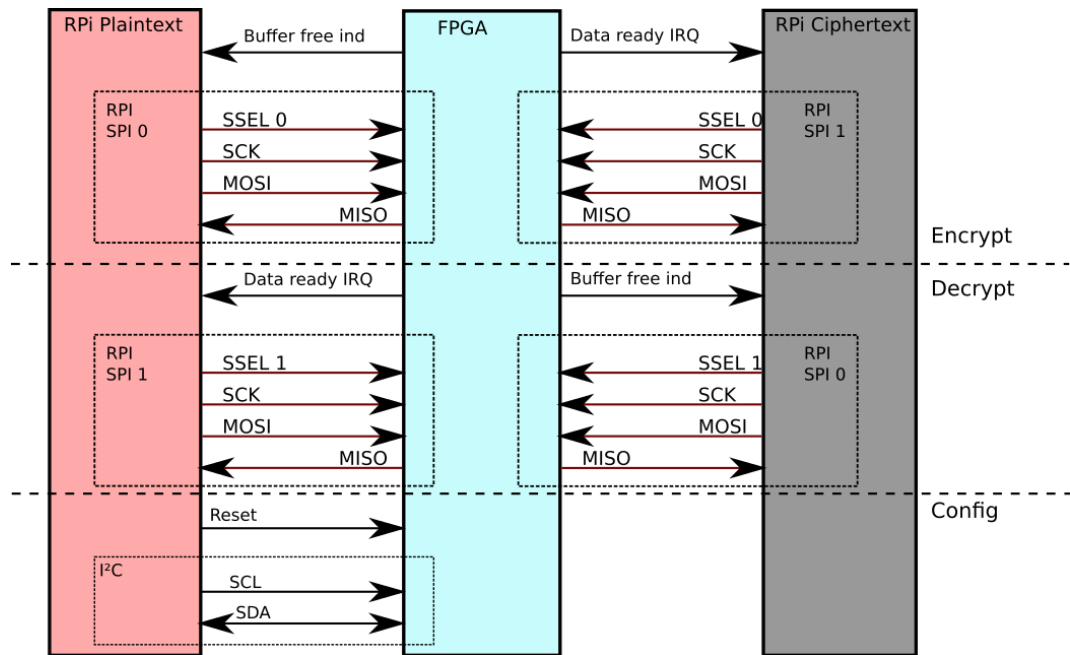 RPi Plaintext
FPGA
RPi Ciphertext
Buffer free ind
Data ready IRQ
RPI
SPI 0
SSEL 0
SCK
MOSI
MISO
SSEL 0
SCK
MOSI
MISO
RPI
SPI 1
Encrypt
Decrypt
Data ready IRQ
Buffer free ind
RPI
SPI 1
SSEL 1
SCK
MOSI
MISO
SSEL 1
SCK
MOSI
MISO
RPI
SPI 0
Config
Reset
I²C
SCL
SDA